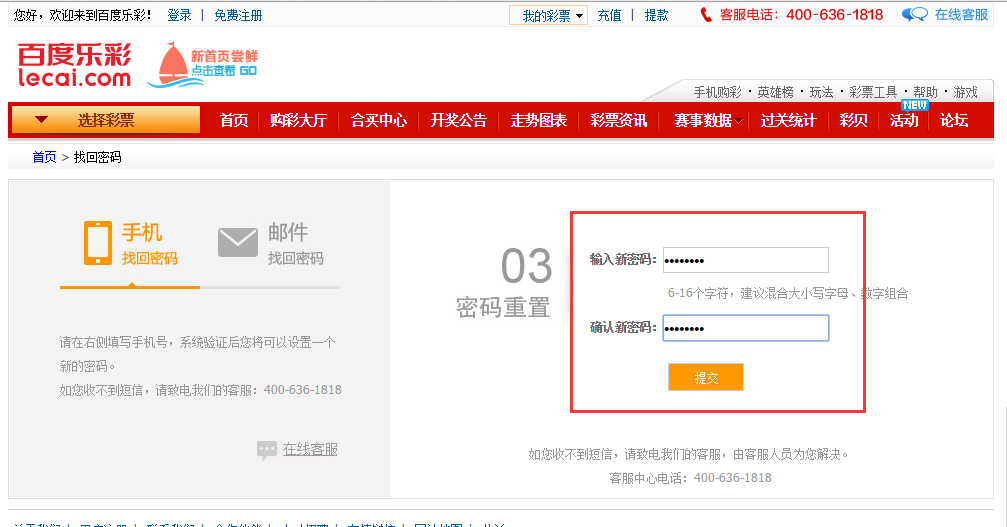 您好，欢迎来到百度乐彩！ 登录 | 免费注册 我的彩票 充值 | 提款 客服电话：400-636-1818 在线客服
百度乐彩
lecai.com
新首页尝鲜
点击查看 GO
手机购彩·英雄榜·玩法·彩票工具·帮助·游戏
NEW
选择彩票 首页 购彩大厅 合买中心 开奖公告 走势图表 彩票资讯 赛事数据 过关统计 彩贝 活动 论坛
首页 > 找回密码
手机
找回密码
邮件
找回密码
请在右侧填写手机号，系统验证后您将可以设置一个
新的密码。
如您收不到短信，请致电我们的客服：400-636-1818
在线客服
03
密码重置
输入新密码：••••••••
6-16个字符，建议混合大小写字母、数字组合
确认新密码：••••••••
提交
如您收不到短信，请致电我们的客服，由客服人员为您解决。
客服中心电话：400-636-1818